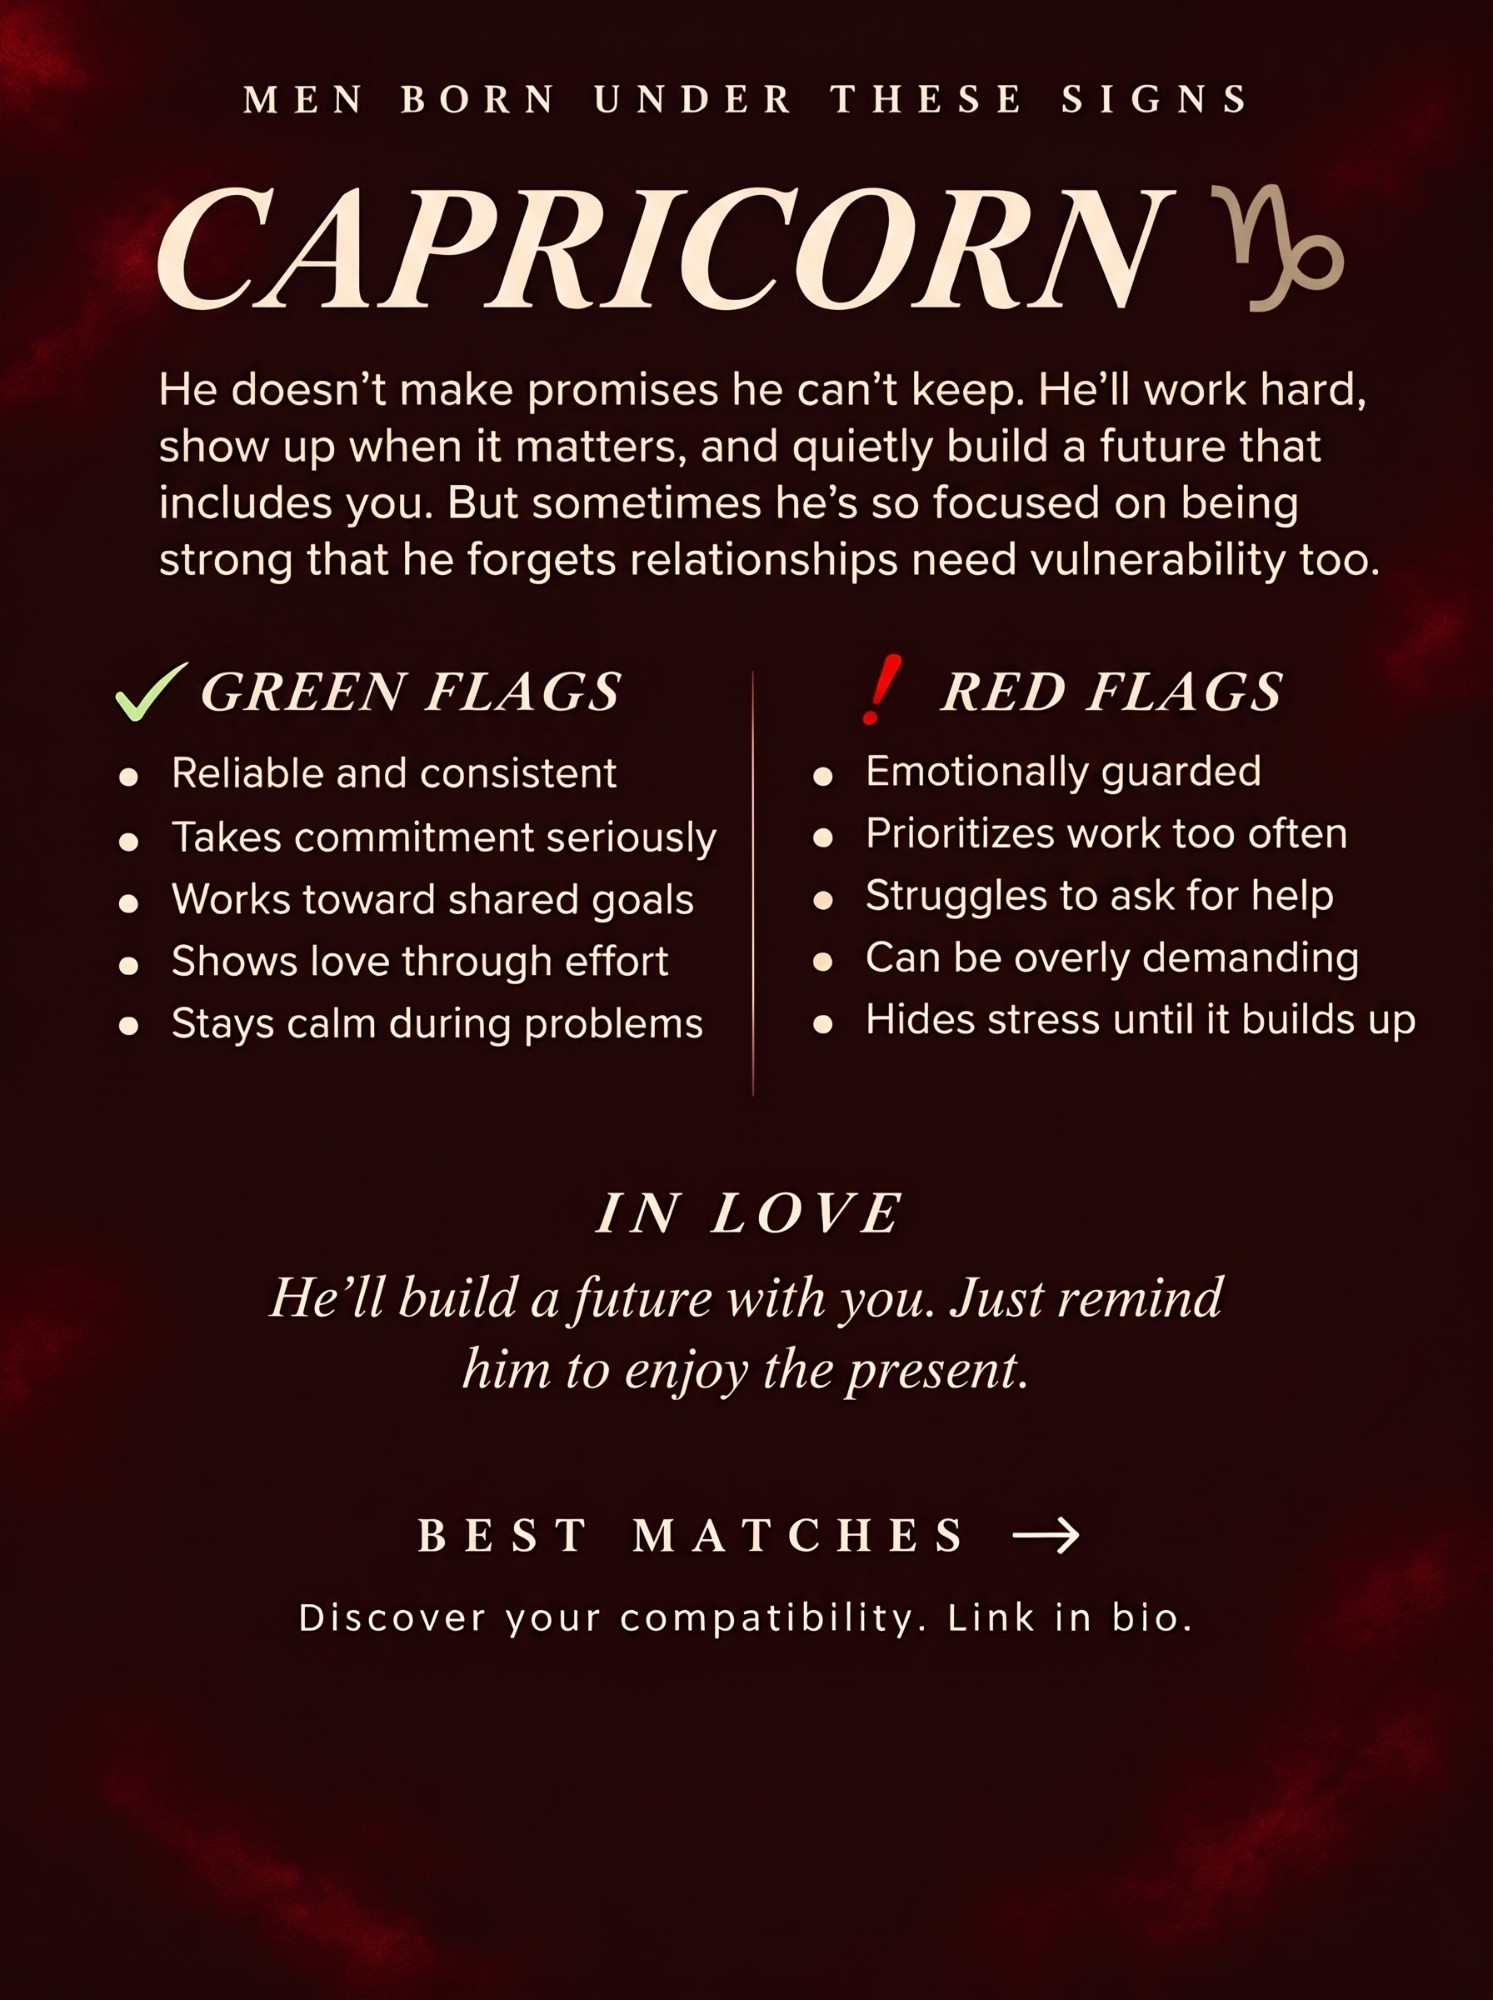 MEN BORN UNDER THESE SIGNS
CAPRICORN ♑
He doesn’t make promises he can’t keep. He’ll work hard,
show up when it matters, and quietly build a future that
includes you. But sometimes he’s so focused on being
strong that he forgets relationships need vulnerability too.
✓ GREEN FLAGS
• Reliable and consistent
• Takes commitment seriously
• Works toward shared goals
• Shows love through effort
• Stays calm during problems
! RED FLAGS
• Emotionally guarded
• Prioritizes work too often
• Struggles to ask for help
• Can be overly demanding
• Hides stress until it builds up
IN LOVE
He’ll build a future with you. Just remind
him to enjoy the present.
BEST MATCHES →
Discover your compatibility. Link in bio.